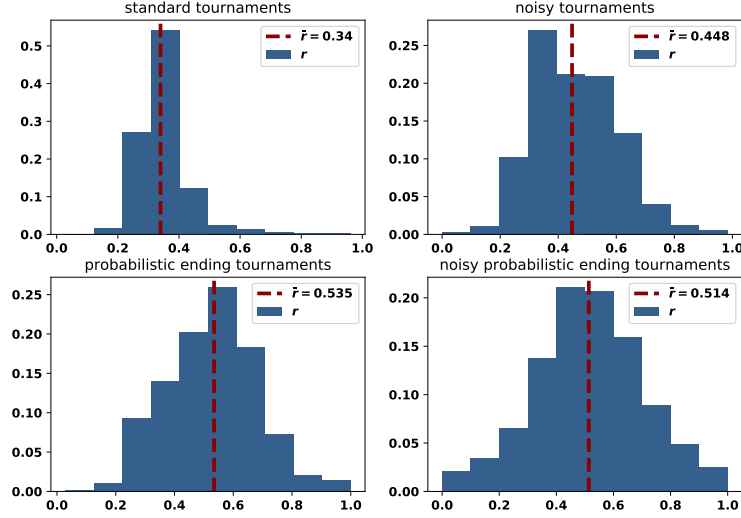 standard tournaments
r̄ = 0.34
r
0.5
0.4
0.3
0.2
0.1
0.0
0.0 0.2 0.4 0.6 0.8 1.0
noisy tournaments
r̄ = 0.448
r
0.25
0.20
0.15
0.10
0.05
0.00
0.0 0.2 0.4 0.6 0.8 1.0
probabilistic ending tournaments
r̄ = 0.535
r
0.25
0.20
0.15
0.10
0.05
0.00
0.0 0.2 0.4 0.6 0.8 1.0
noisy probabilistic ending tournaments
r̄ = 0.514
r
0.20
0.15
0.10
0.05
0.00
0.0 0.2 0.4 0.6 0.8 1.0